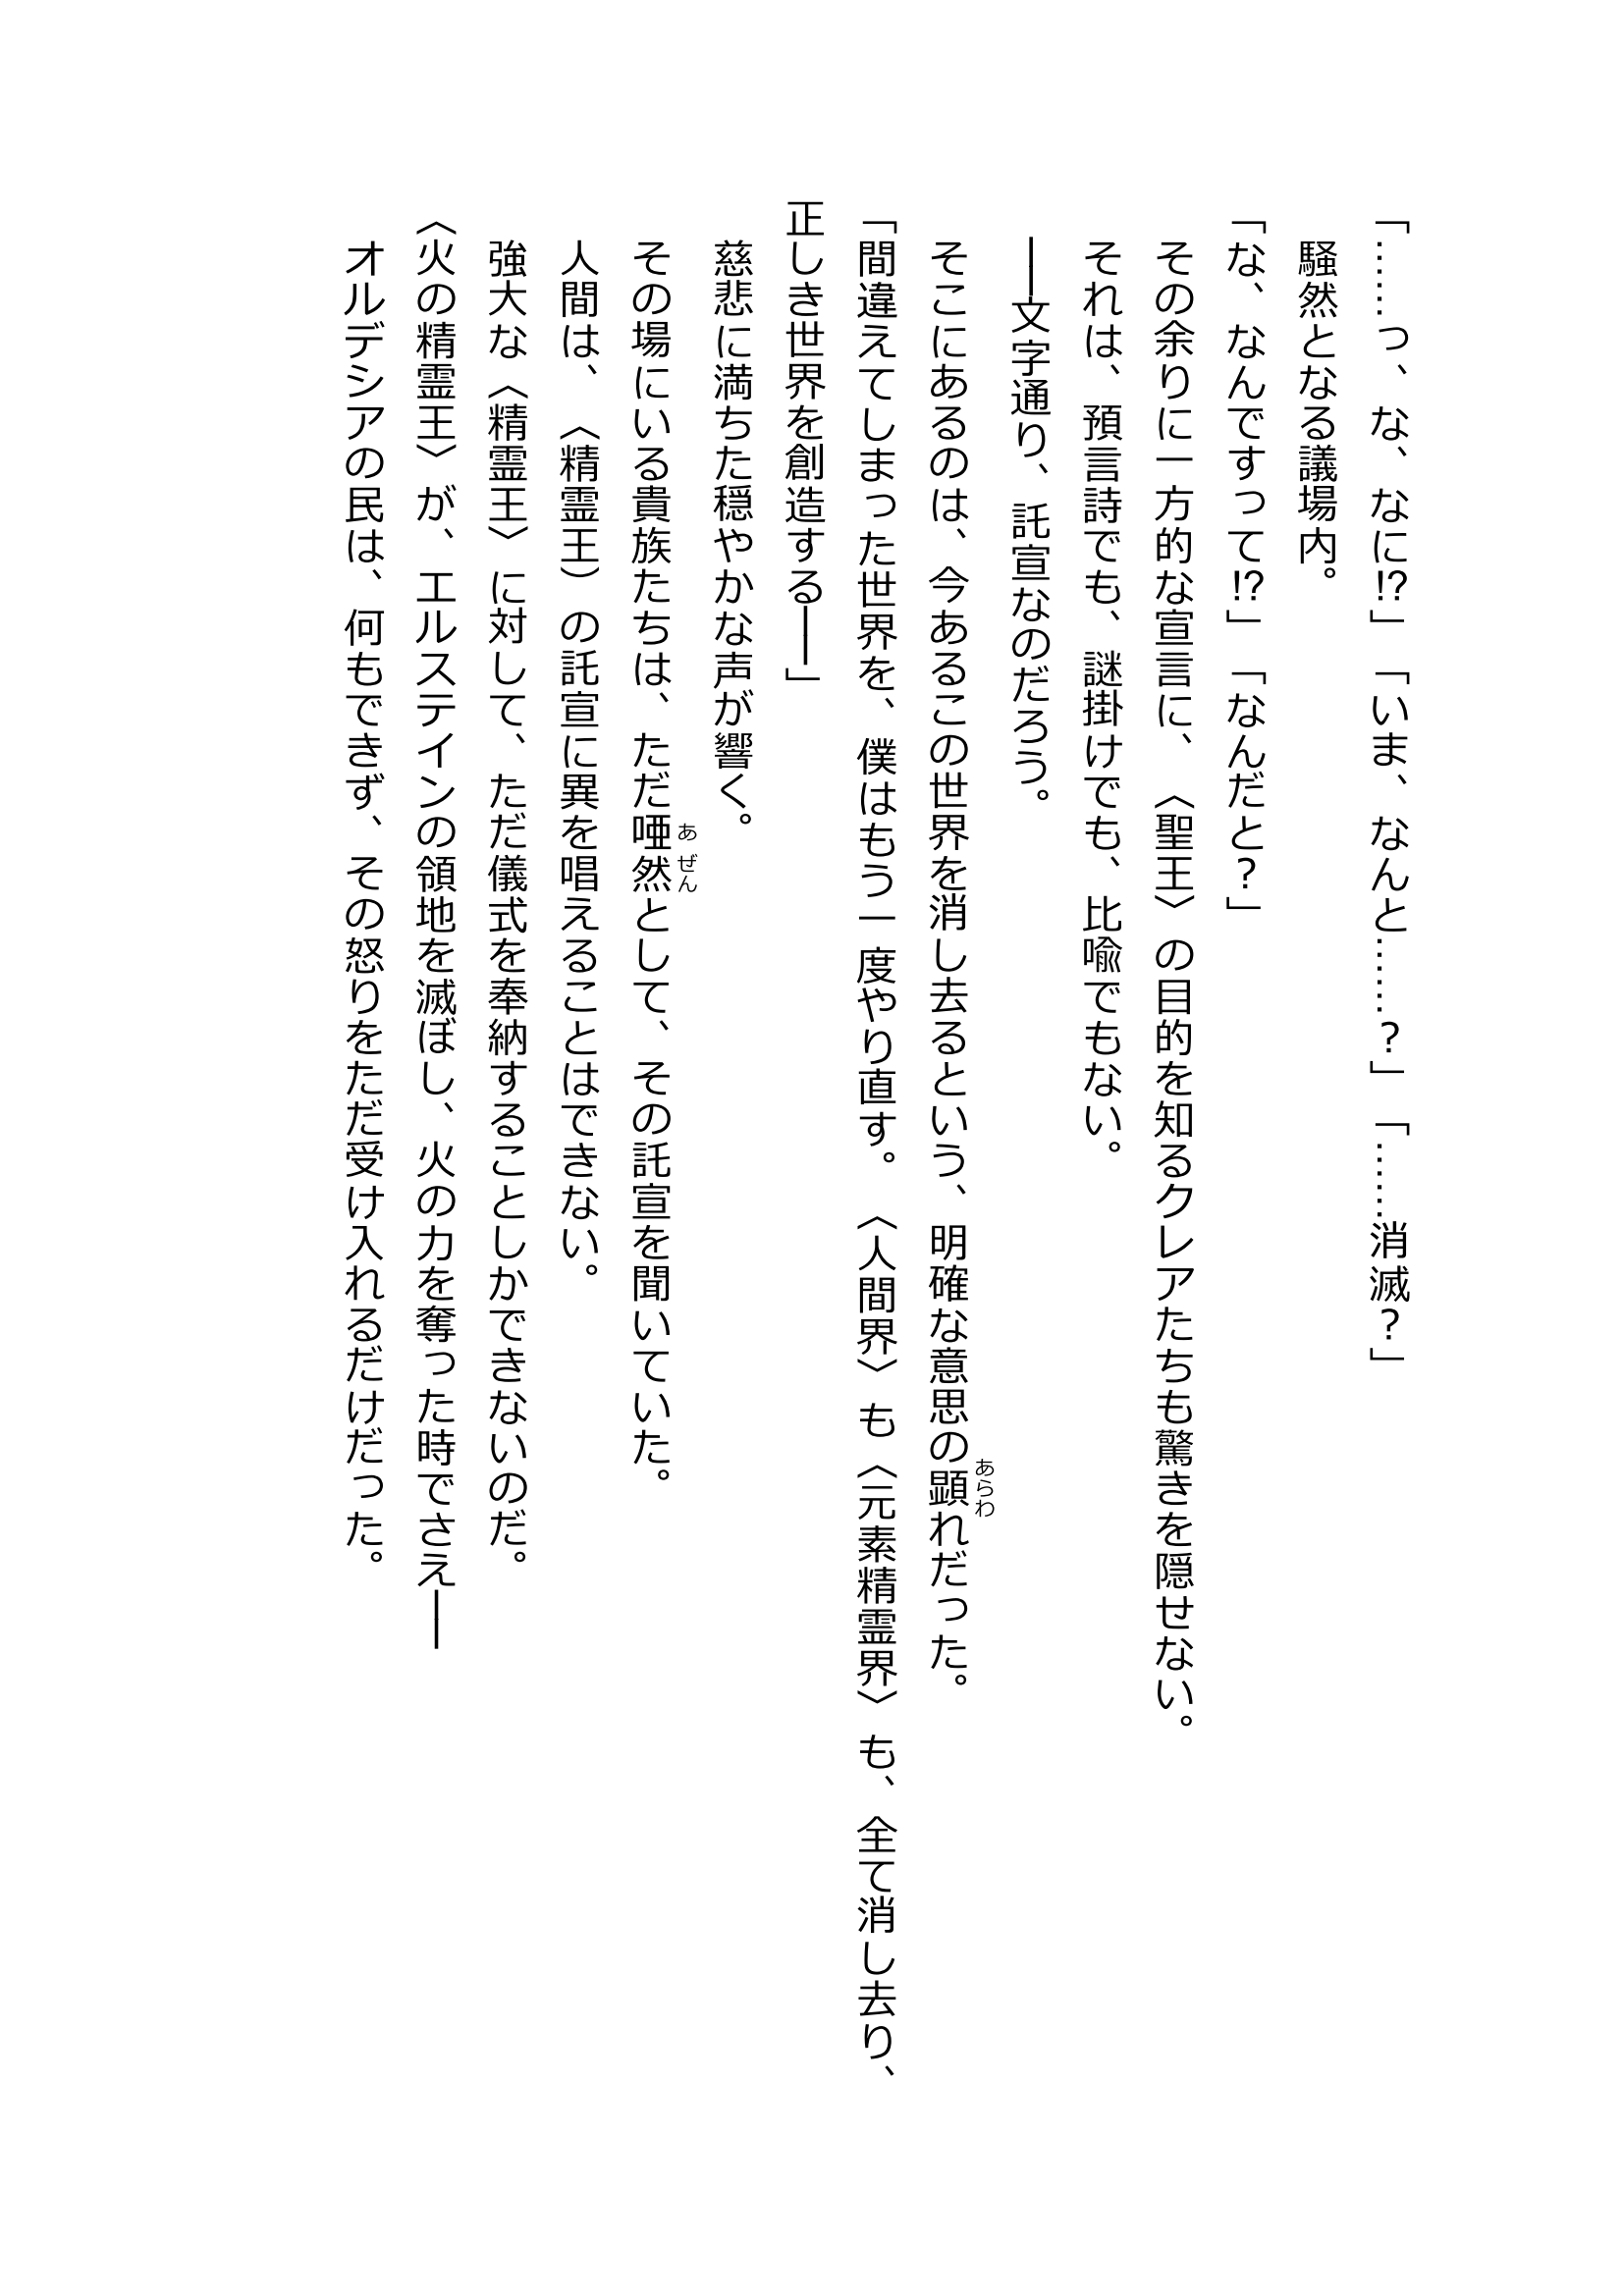 「……っ、な、なに⁉」「いま、なんと……？」「……消滅？」
騒然となる議場内。
「な、なんですって⁉」「なんだと？」
その余りに一方的な宣言に、〈聖王〉の目的を知るクレアたちも驚きを隠せない。
それは、預言詩でも、謎掛けでも、比喩でもない。
――文字通り、託宣なのだろう。
そこにあるのは、今あるこの世界を消し去るという、明確な意思の顕れだった。
あらわ
「間違えてしまった世界を、僕はもう一度やり直す。〈人間界〉も〈元素精霊界〉も、全て消し去り、
正しき世界を創造する――」
慈悲に満ちた穏やかな声が響く。
その場にいる貴族たちは、ただ唖然として、その託宣を聞いていた。
あぜん
人間は、〈精霊王）の託宣に異を唱えることはできない。
強大な〈精霊王〉に対して、ただ儀式を奉納することしかできないのだ。
〈火の精霊王〉が、エルステインの領地を滅ぼし、火の力を奪った時でさえ――
オルデシアの民は、何もできず、その怒りをただ受け入れるだけだった。